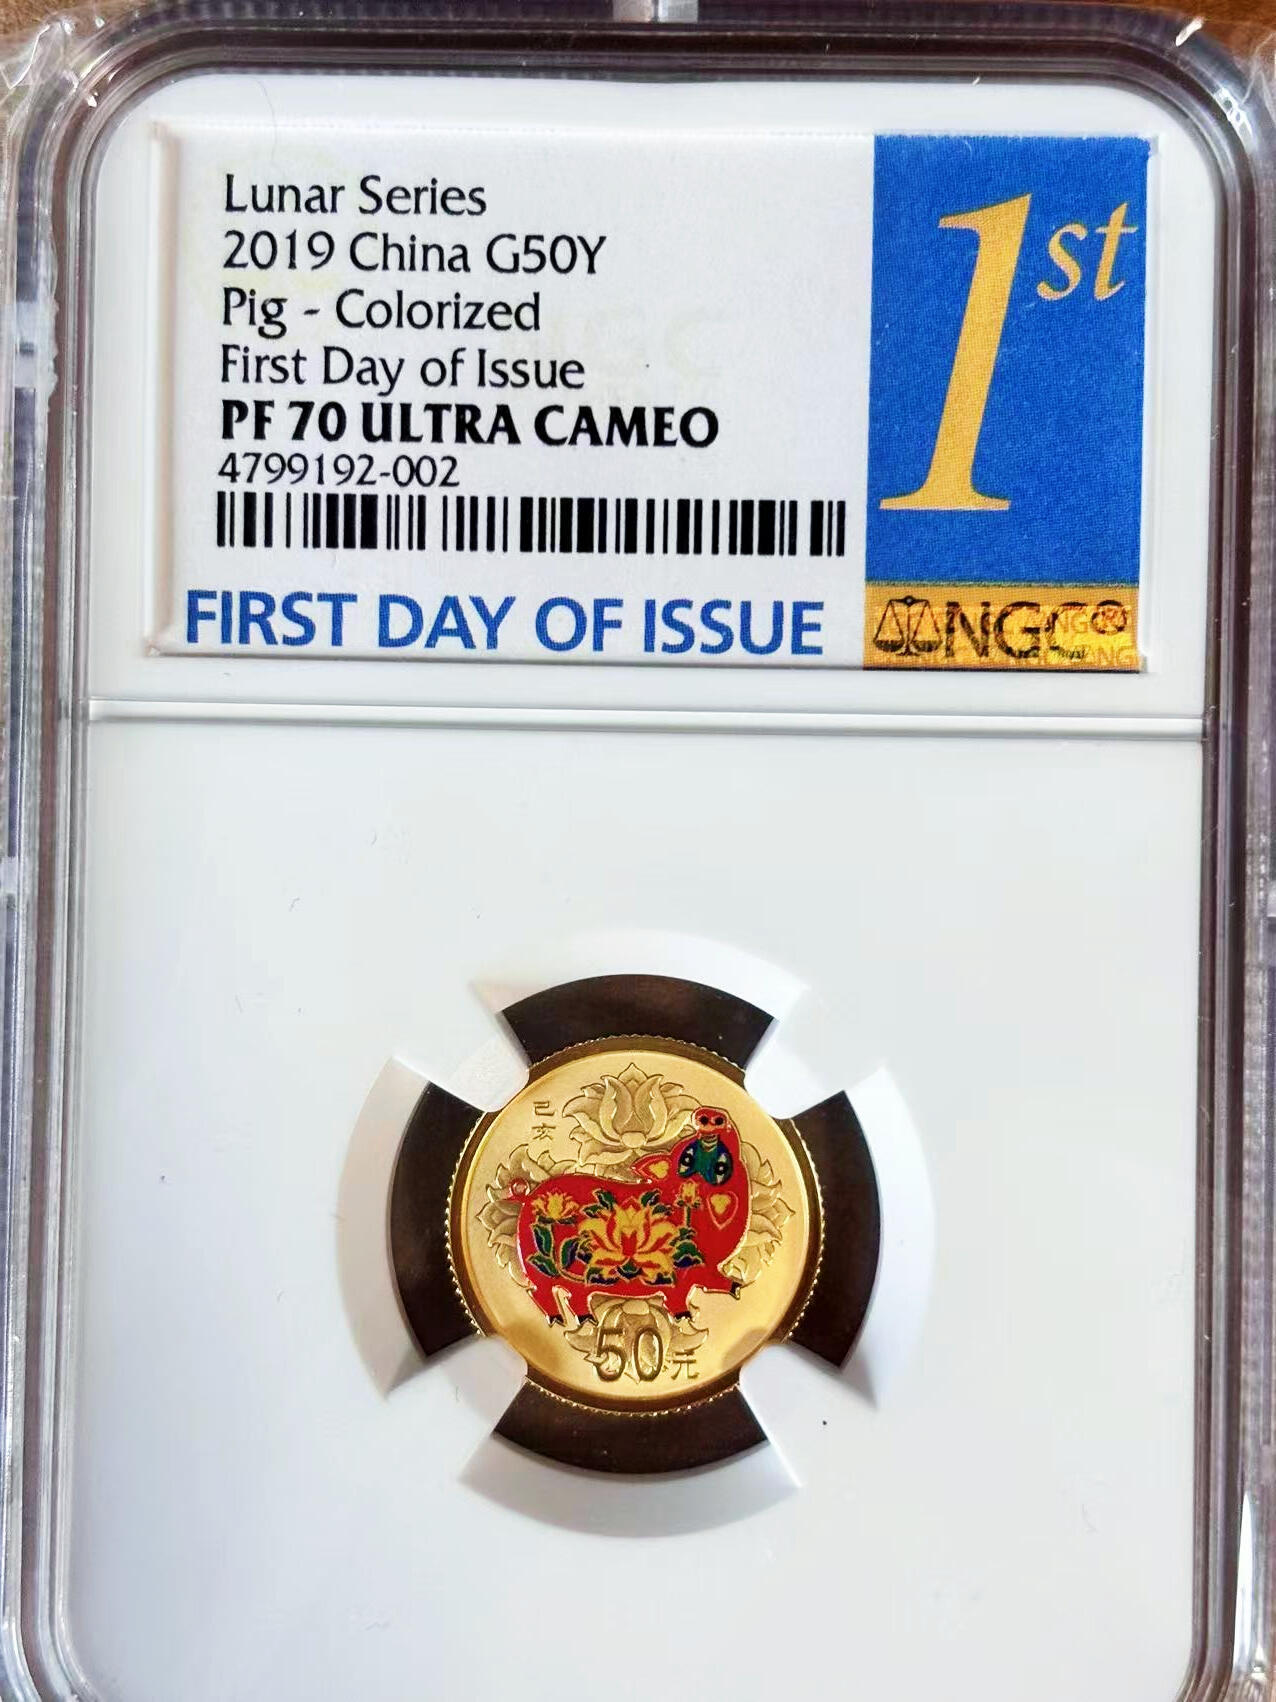 Lunar Series
2019 China G50Y
Pig - Colorized
First Day of Issue
PF 70 ULTRA CAMEO
4799192-002
FIRST DAY OF ISSUE
1st
NGC®
己亥
50元